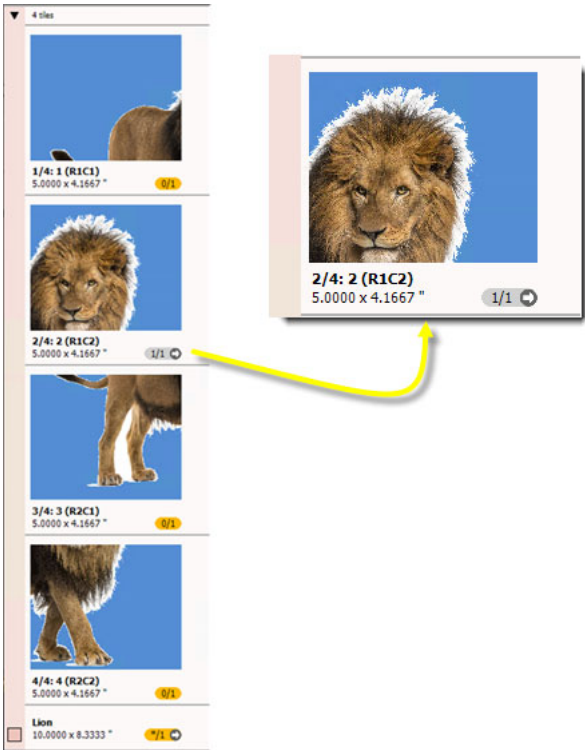 4 tiles
1/4: 1 (R1C1)
5.0000 x 4.1667 "
0/1
2/4: 2 (R1C2)
5.0000 x 4.1667 "
1/1
3/4: 3 (R2C1)
5.0000 x 4.1667 "
0/1
4/4: 4 (R2C2)
5.0000 x 4.1667 "
0/1
Lion
10.0000 x 8.3333 "
*/1
2/4: 2 (R1C2)
5.0000 x 4.1667 "
1/1